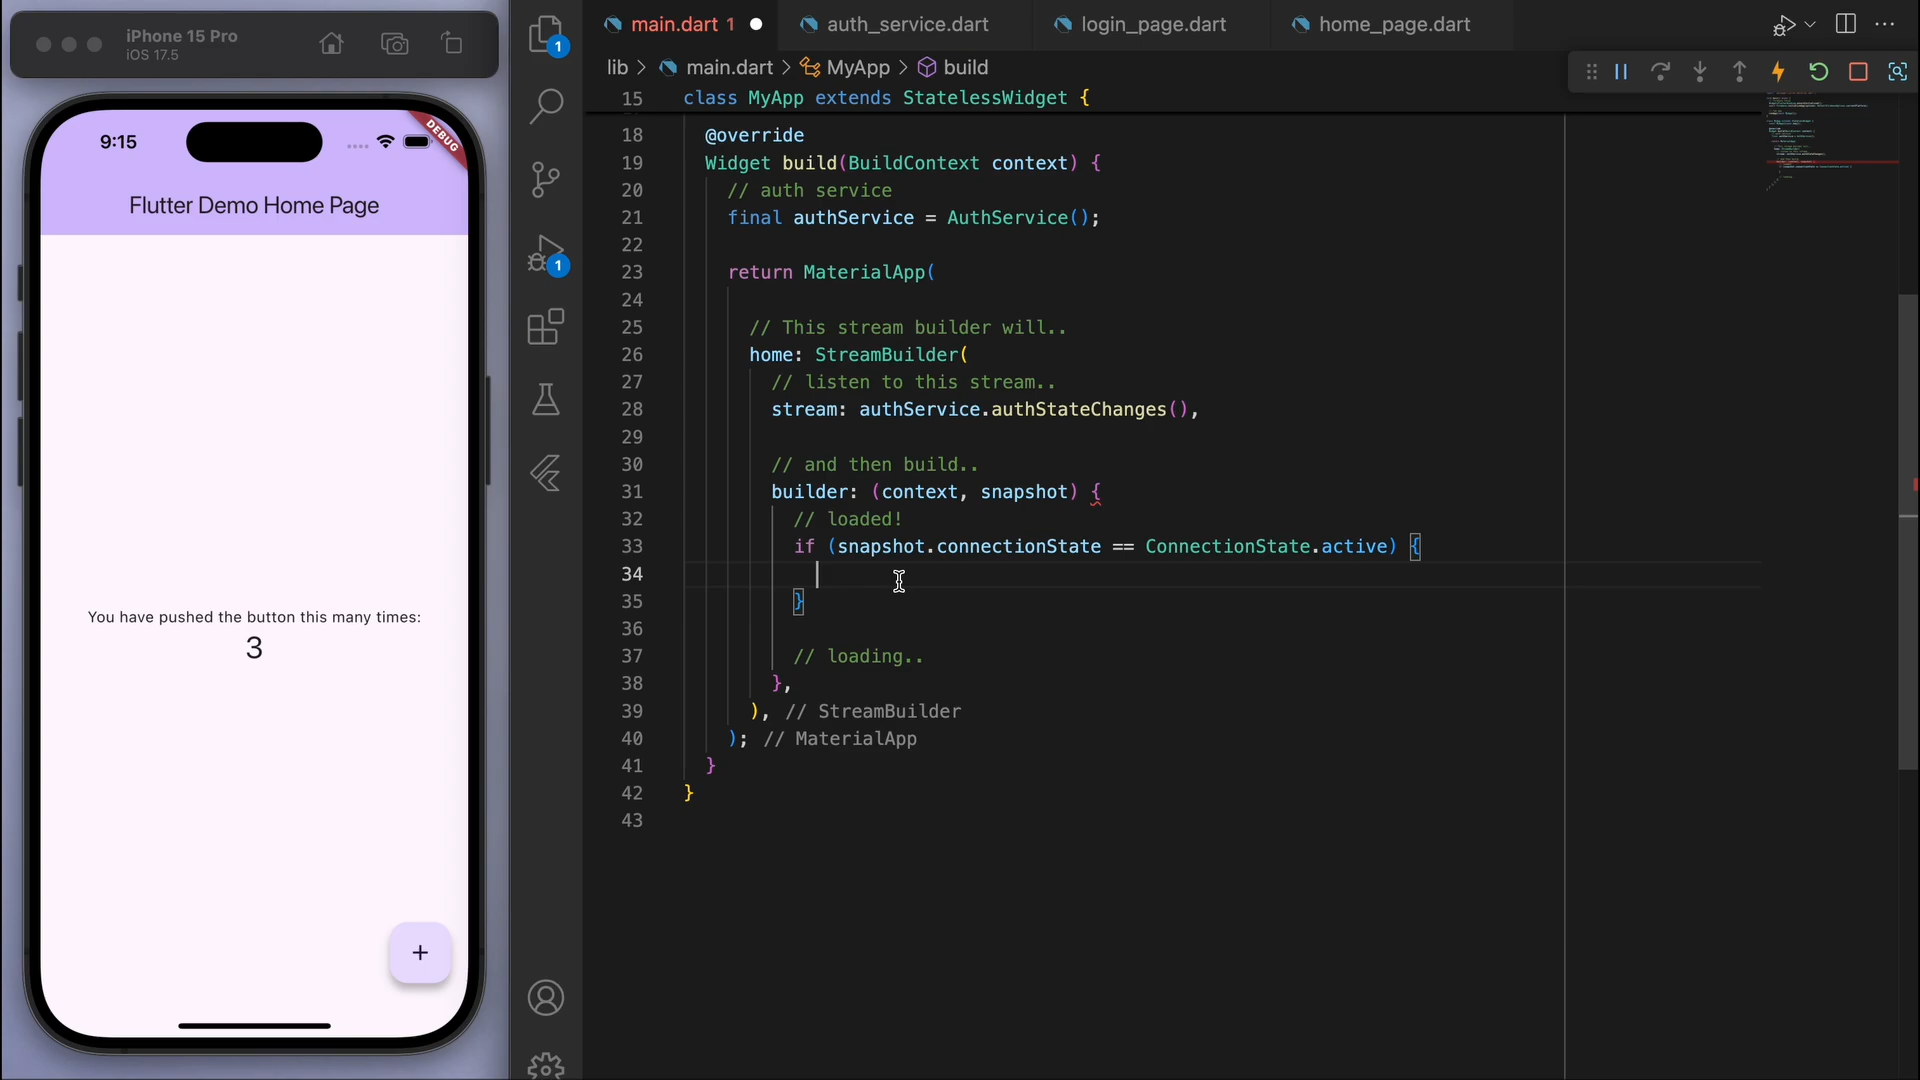 iPhone 15 Pro
iOS 17.5
9:15
DEBUG
Flutter Demo Home Page
You have pushed the button this many times:
3
+
1
1
main.dart 1
auth_service.dart
login_page.dart
home_page.dart
lib > main.dart > MyApp > build
15 class MyApp extends StatelessWidget {
18 @override
19 Widget build(BuildContext context) {
20 // auth service
21 final authService = AuthService();
22
23 return MaterialApp(
24
25 // This stream builder will..
26 home: StreamBuilder(
27 // listen to this stream..
28 stream: authService.authStateChanges(),
29
30 // and then build..
31 builder: (context, snapshot) {
32 // loaded!
33 if (snapshot.connectionState == ConnectionState.active) {
34
35 }
36
37 // loading..
38 },
39 ), // StreamBuilder
40 ); // MaterialApp
41 }
42 }
43